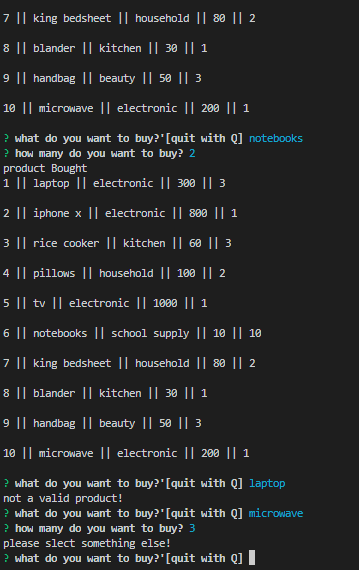 7 || king bedsheet || household || 80 || 2
8 || blander || kitchen || 30 || 1
9 || handbag || beauty || 50 || 3
10 || microwave || electronic || 200 || 1
? what do you want to buy?'[quit with Q] notebooks
? how many do you want to buy? 2
product Bought
1 || laptop || electronic || 300 || 3
2 || iphone x || electronic || 800 || 1
3 || rice cooker || kitchen || 60 || 3
4 || pillows || household || 100 || 2
5 || tv || electronic || 1000 || 1
6 || notebooks || school supply || 10 || 10
7 || king bedsheet || household || 80 || 2
8 || blander || kitchen || 30 || 1
9 || handbag || beauty || 50 || 3
10 || microwave || electronic || 200 || 1
? what do you want to buy?'[quit with Q] laptop
not a valid product!
? what do you want to buy?'[quit with Q] microwave
? how many do you want to buy? 3
please slect something else!
? what do you want to buy?'[quit with Q]